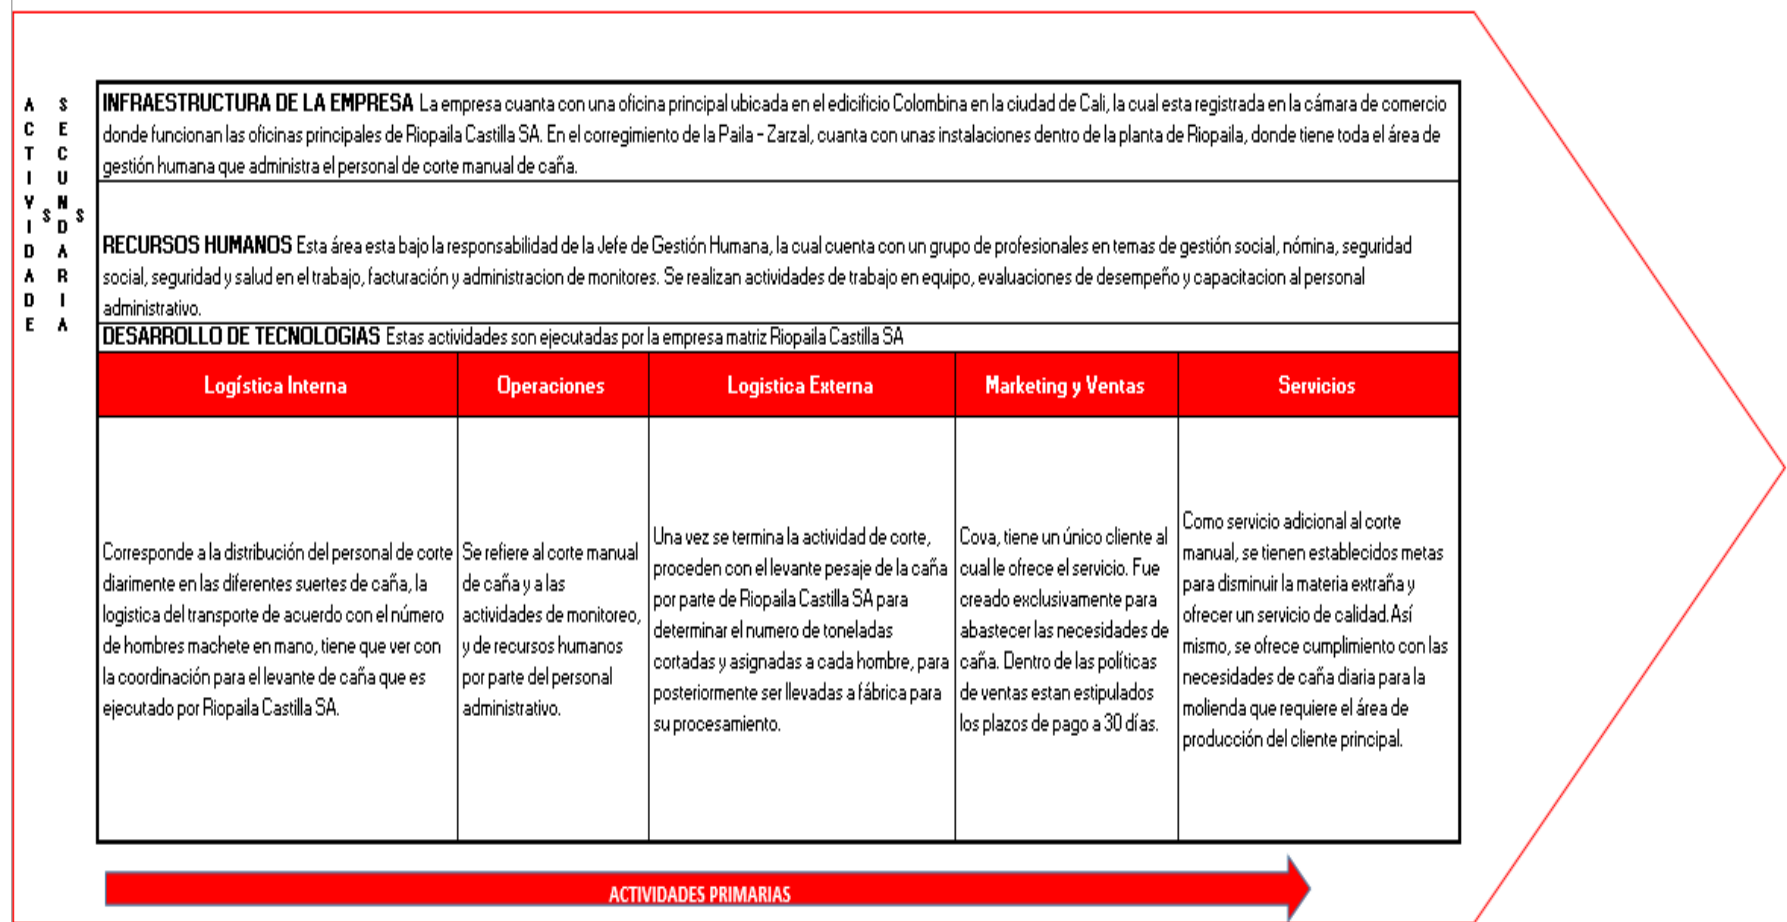 ACTIVIDADES
SECUNDARIAS
INFRAESTRUCTURA DE LA EMPRESA La empresa cuanta con una oficina principal ubicada en el edicificio Colombina en la ciudad de Cali, la cual esta registrada en la cámara de comercio
donde funcionan las oficinas principales de Riopaila Castilla SA. En el corregimiento de la Paila - Zarzal, cuanta con unas instalaciones dentro de la planta de Riopaila, donde tiene toda el área de
gestión humana que administra el personal de corte manual de caña.
RECURSOS HUMANOS Esta área esta bajo la responsabilidad de la Jefe de Gestión Humana, la cual cuenta con un grupo de profesionales en temas de gestión social, nómina, seguridad
social, seguridad y salud en el trabajo, facturación y administracion de monitores. Se realizan actividades de trabajo en equipo, evaluaciones de desempeño y capacitacion al personal
administrativo.
DESARROLLO DE TECNOLOGIAS Estas actividades son ejecutadas por la empresa matriz Riopaila Castilla SA
Logística Interna
Operaciones
Logistica Externa
Marketing y Ventas
Servicios
Corresponde a la distribución del personal de corte
diarimente en las diferentes suertes de caña, la
logistica del transporte de acuerdo con el número
de hombres machete en mano, tiene que ver con
la coordinación para el levante de caña que es
ejecutado por Riopaila Castilla SA.
Se refiere al corte manual
de caña y a las
actividades de monitoreo,
y de recursos humanos
por parte del personal
administrativo.
Una vez se termina la actividad de corte,
proceden con el levante pesaje de la caña
por parte de Riopaila Castilla SA para
determinar el numero de toneladas
cortadas y asignadas a cada hombre, para
posteriormente ser llevadas a fábrica para
su procesamiento.
Cova, tiene un único cliente al
cual le ofrece el servicio. Fue
creado exclusivamente para
abastecer las necesidades de
caña. Dentro de las políticas
de ventas estan estipulados
los plazos de pago a 30 días.
Como servicio adicional al corte
manual, se tienen establecidos metas
para disminuir la materia extraña y
ofrecer un servicio de calidad. Así
mismo, se ofrece cumplimiento con las
necesidades de caña diaria para la
molienda que requiere el área de
producción del cliente principal.
ACTIVIDADES PRIMARIAS